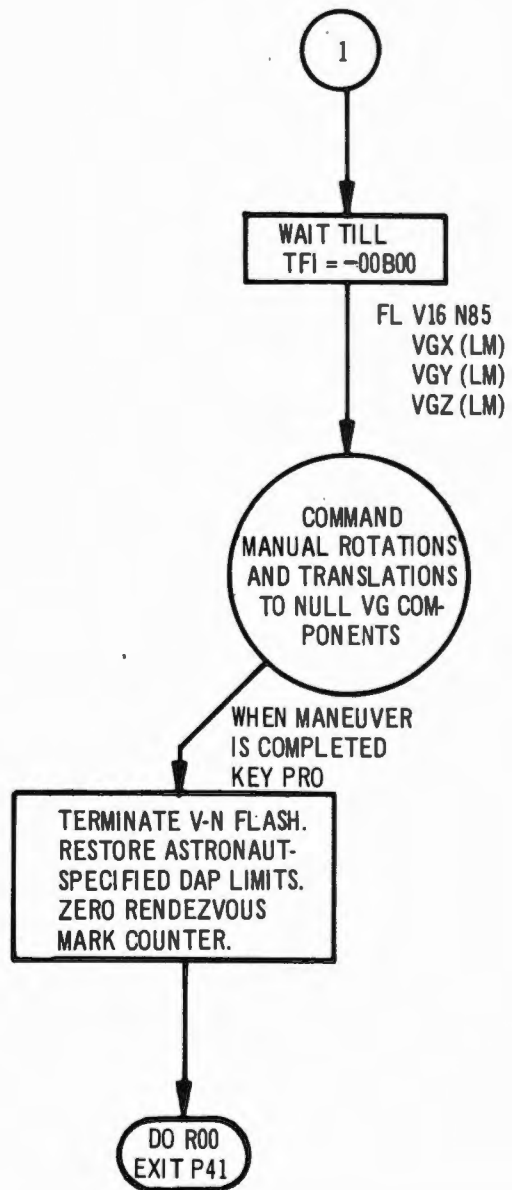 1
WAIT TILL
TFI = -00B00
FL V16 N85
VGX (LM)
VGY (LM)
VGZ (LM)
COMMAND
MANUAL ROTATIONS
AND TRANSLATIONS
TO NULL VG COM-
PONENTS
WHEN MANEUVER
IS COMPLETED
KEY PRO
TERMINATE V-N FLASH.
RESTORE ASTRONAUT-
SPECIFIED DAP LIMITS.
ZERO RENDEZVOUS
MARK COUNTER.
DO R00
EXIT P41